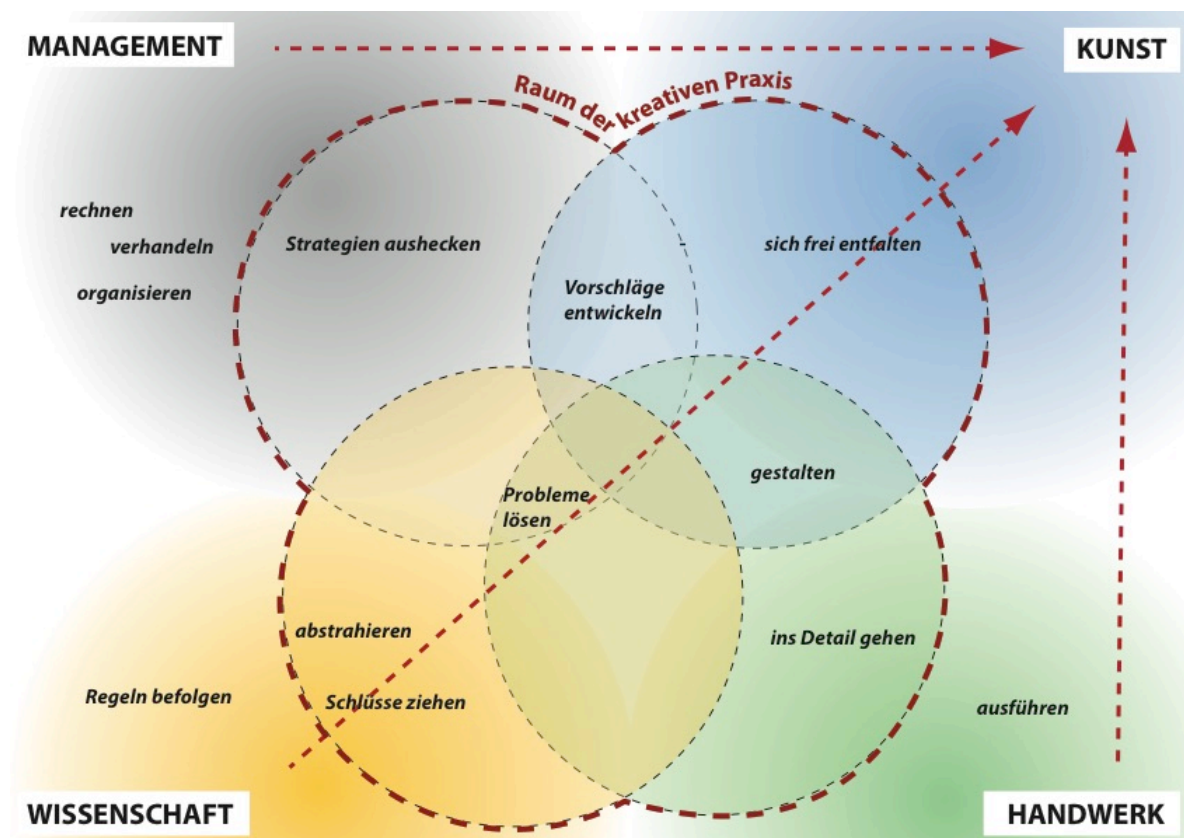 MANAGEMENT
KUNST
Raum der kreativen Praxis
rechnen
verhandeln
organisieren
Strategien aushecken
sich frei entfalten
Vorschläge
entwickeln
gestalten
Probleme
lösen
abstrahieren
ins Detail gehen
Regeln befolgen
Schlüsse ziehen
ausführen
WISSENSCHAFT
HANDWERK